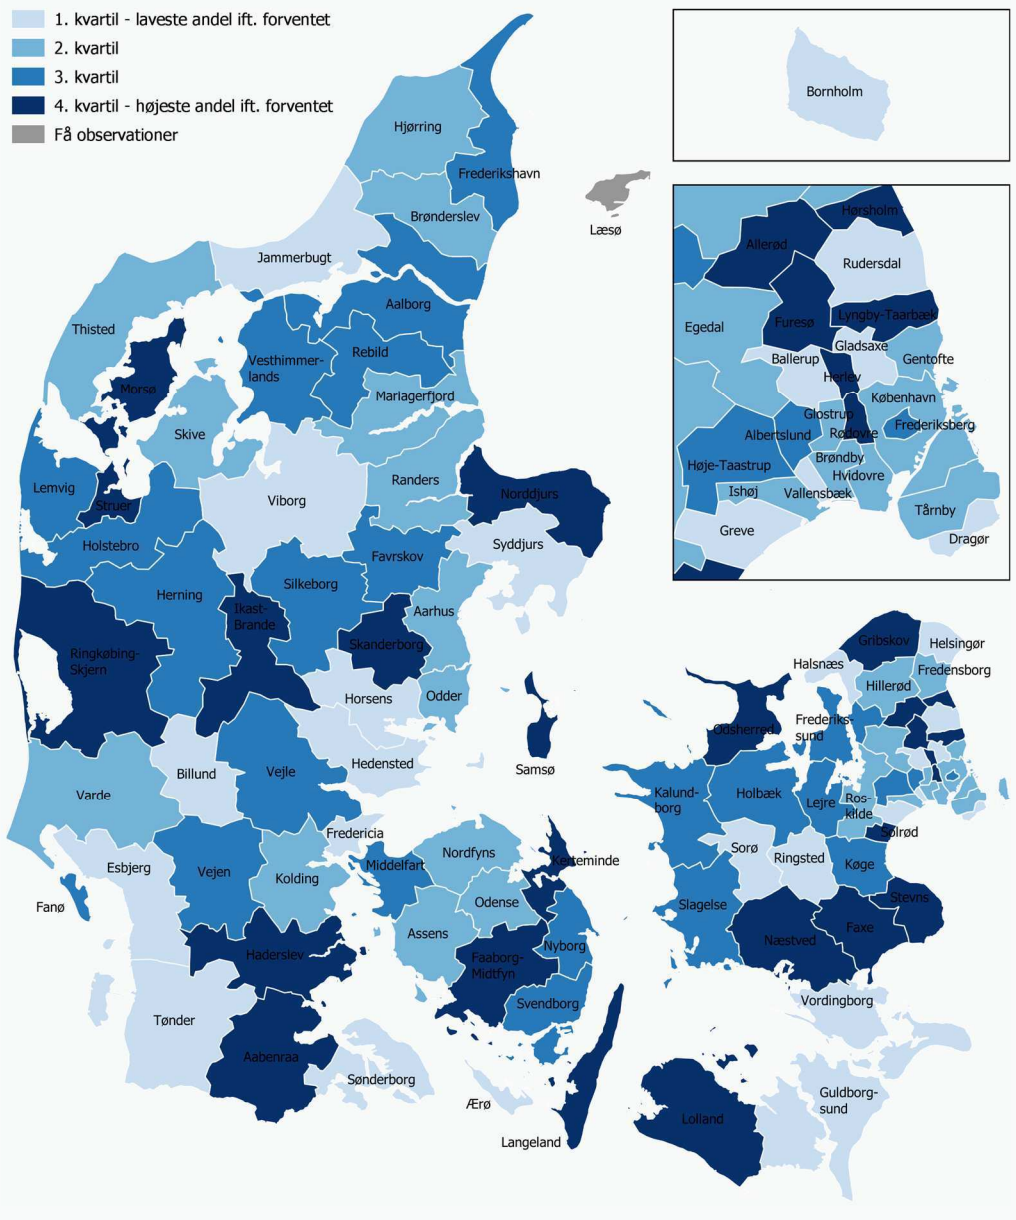 1. kvartil - laveste andel ift. forventet
2. kvartil
3. kvartil
4. kvartil - højeste andel ift. forventet
Få observationer
Bornholm
Hjørring
Frederikshavn
Læsø
Brønderslev
Jammerbugt
Aalborg
Thisted
Rebild
Vesthimmer-
lands
Morsø
Mariagerfjord
Skive
Lemvig
Randers
Viborg
Norddjurs
Struer
Syddjurs
Holstebro
Favrskov
Silkeborg
Herning
Ikast-
Brande
Aarhus
Skanderborg
Ringkøbing-
Skjern
Horsens
Odder
Hedensted
Samsø
Billund
Vejle
Varde
Fredericia
Esbjerg
Vejen
Kolding
Middelfart
Nordfyns
Kerteminde
Fanø
Odense
Assens
Haderslev
Faaborg-
Midtfyn
Nyborg
Svendborg
Tønder
Aabenraa
Sønderborg
Ærø
Langeland
Hørsholm
Allerød
Rudersdal
Egedal
Furesø
Lyngby-Taarbæk
Gladsaxe
Ballerup
Gentofte
Herlev
København
Glostrup
Frederiksberg
Albertslund
Rødovre
Brøndby
Høje-Taastrup
Hvidovre
Ishøj
Vallensbæk
Tårnby
Greve
Dragør
Gribskov
Helsingør
Halsnæs
Fredensborg
Hillerød
Frederiks-
sund
Odsherred
Kalund-
borg
Holbæk
Lejre
Ros-
kilde
Solrød
Sorø
Ringsted
Køge
Slagelse
Stevns
Næstved
Faxe
Vordingborg
Guldborg-
sund
Lolland